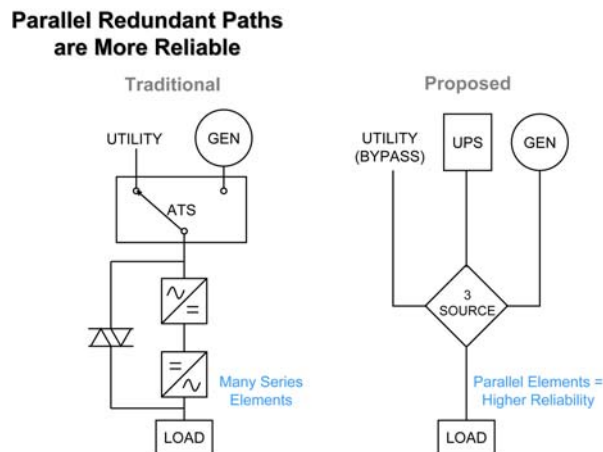 Parallel Redundant Paths
are More Reliable
Traditional
UTILITY
GEN
ATS
Many Series
Elements
LOAD
Proposed
UTILITY
(BYPASS)
UPS
GEN
3
SOURCE
Parallel Elements =
Higher Reliability
LOAD